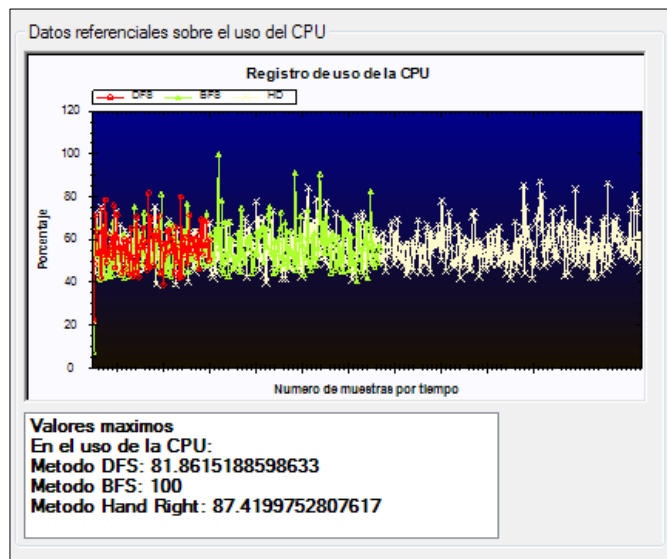 Datos referenciales sobre el uso del CPU
Registro de uso de la CPU
DFS BFS HD
120
100
80
60
40
20
0
Porcentaje
Numero de muestras por tiempo
Valores maximos
En el uso de la CPU:
Metodo DFS: 81.8615188598633
Metodo BFS: 100
Metodo Hand Right: 87.4199752807617